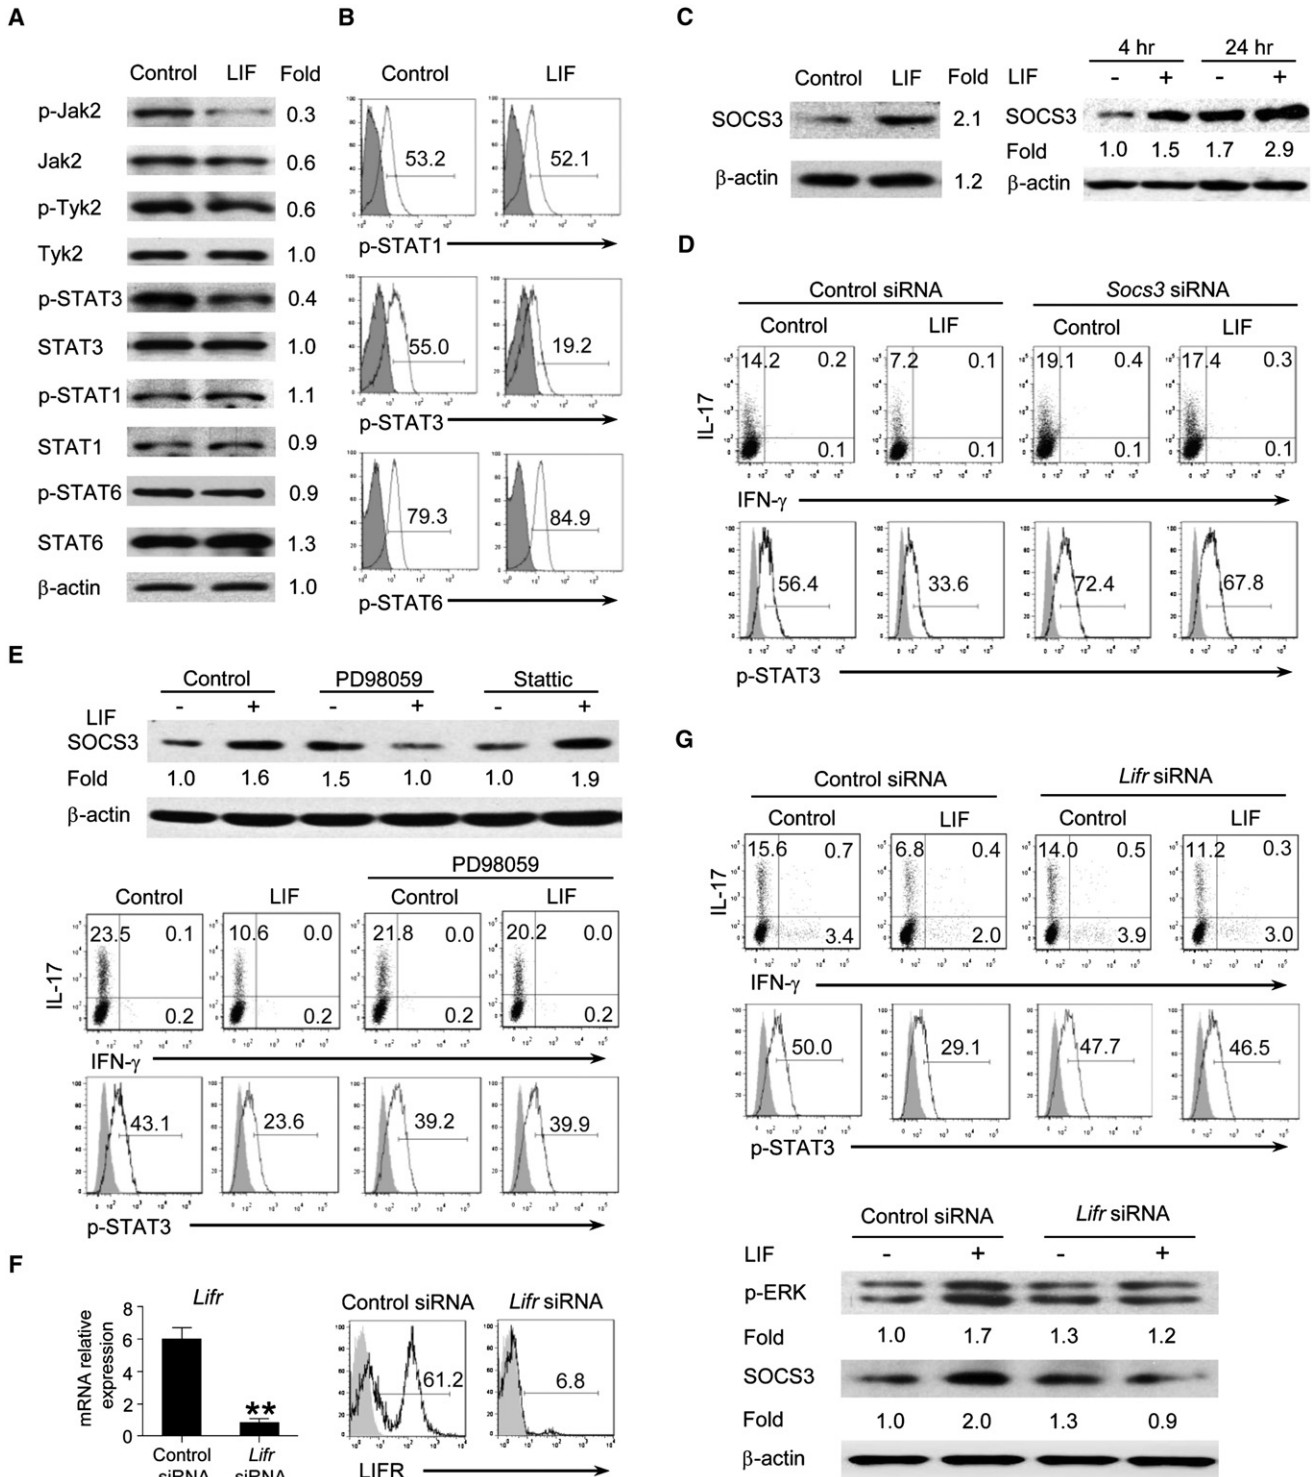 A
Control LIF Fold
p-Jak2 0.3
Jak2 0.6
p-Tyk2 0.6
Tyk2 1.0
p-STAT3 0.4
STAT3 1.0
p-STAT1 1.1
STAT1 0.9
p-STAT6 0.9
STAT6 1.3
β-actin 1.0
B
Control LIF
53.2 52.1
p-STAT1
55.0 19.2
p-STAT3
79.3 84.9
p-STAT6
C
Control LIF Fold
SOCS3 2.1
β-actin 1.2
4 hr 24 hr
LIF - + - +
SOCS3
Fold 1.0 1.5 1.7 2.9
β-actin
D
Control siRNA Socs3 siRNA
Control LIF Control LIF
14.2 0.2 7.2 0.1 19.1 0.4 17.4 0.3
IL-17
0.1 0.1 0.1 0.1
IFN-γ
56.4 33.6 72.4 67.8
p-STAT3
E
Control PD98059 Stattic
LIF - + - + - +
SOCS3
Fold 1.0 1.6 1.5 1.0 1.0 1.9
β-actin
PD98059
Control LIF Control LIF
23.5 0.1 10.6 0.0 21.8 0.0 20.2 0.0
IL-17
0.2 0.2 0.2 0.2
IFN-γ
43.1 23.6 39.2 39.9
p-STAT3
F
Lifr
mRNA relative
expression
8
6
4
2
0
**
Control Lifr
siRNA siRNA
Control siRNA Lifr siRNA
61.2 6.8
LIFR
G
Control siRNA Lifr siRNA
Control LIF Control LIF
15.6 0.7 6.8 0.4 14.0 0.5 11.2 0.3
IL-17
3.4 2.0 3.9 3.0
IFN-γ
50.0 29.1 47.7 46.5
p-STAT3
Control siRNA Lifr siRNA
LIF - + - +
p-ERK
Fold 1.0 1.7 1.3 1.2
SOCS3
Fold 1.0 2.0 1.3 0.9
β-actin